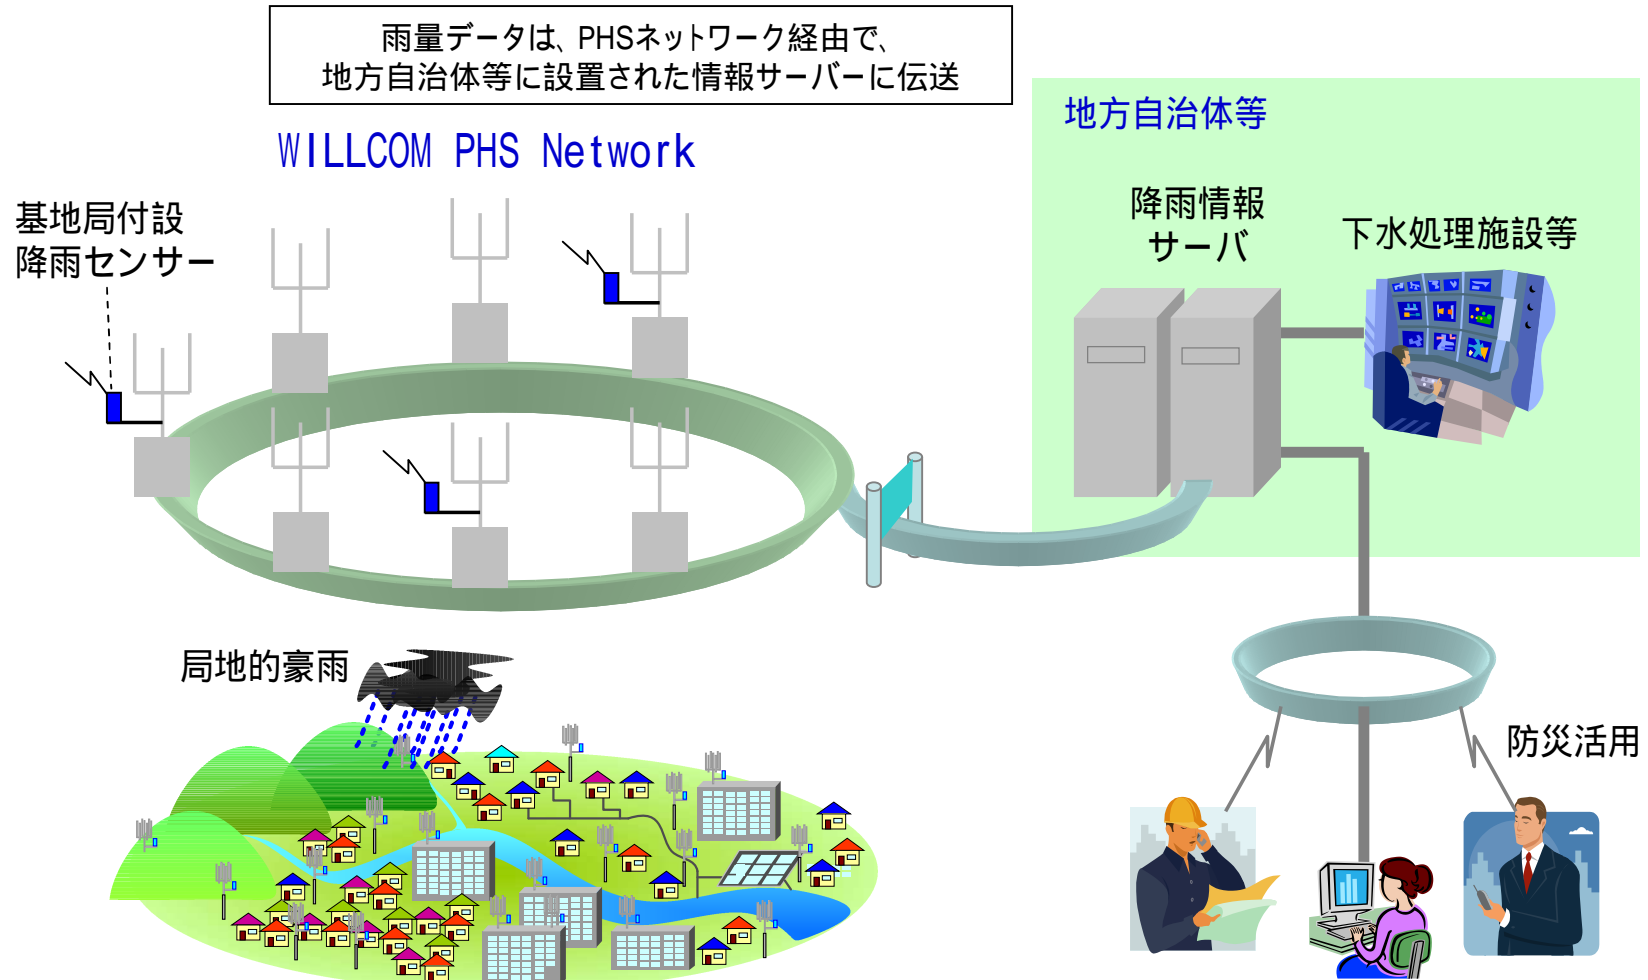 雨量データは、PHSネットワーク経由で、
地方自治体等に設置された情報サーバーに伝送
WILLCOM PHS Network
地方自治体等
基地局付設
降雨センサー
降雨情報
サーバ
下水処理施設等
局地的豪雨
防災活用